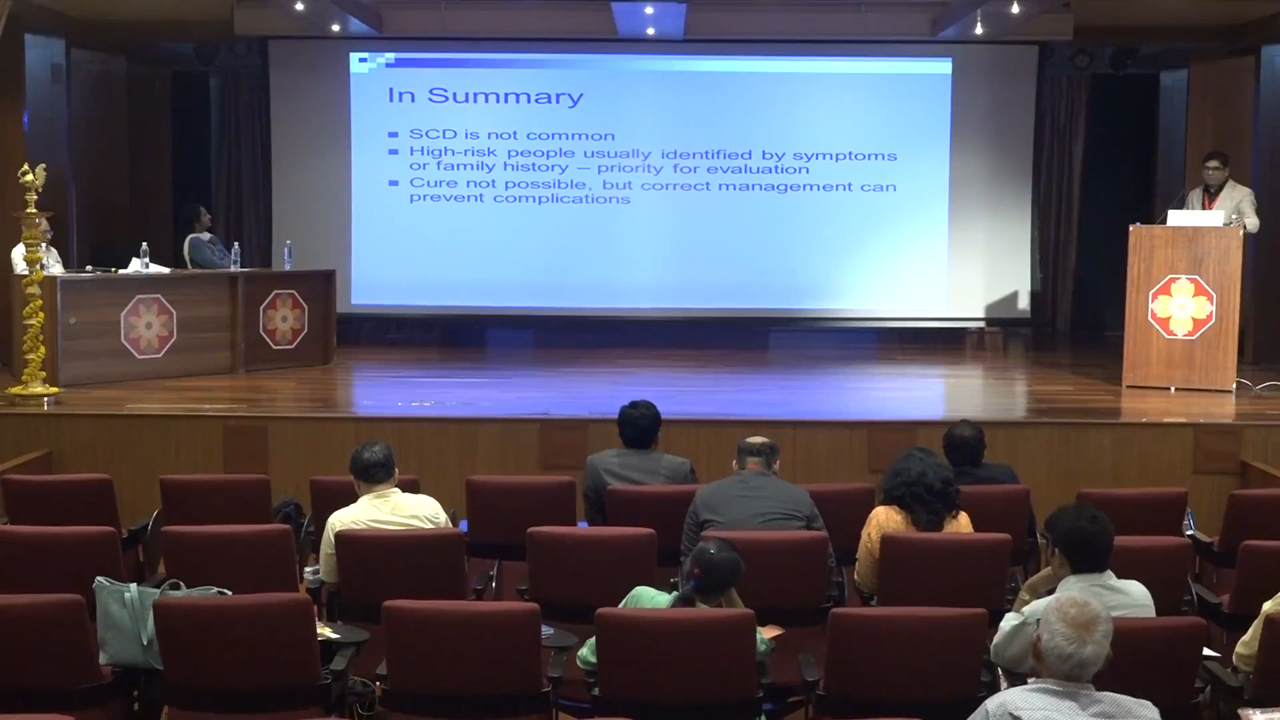 In Summary
SCD is not common
High-risk people usually identified by symptoms
or family history – priority for evaluation
Cure not possible, but correct management can
prevent complications